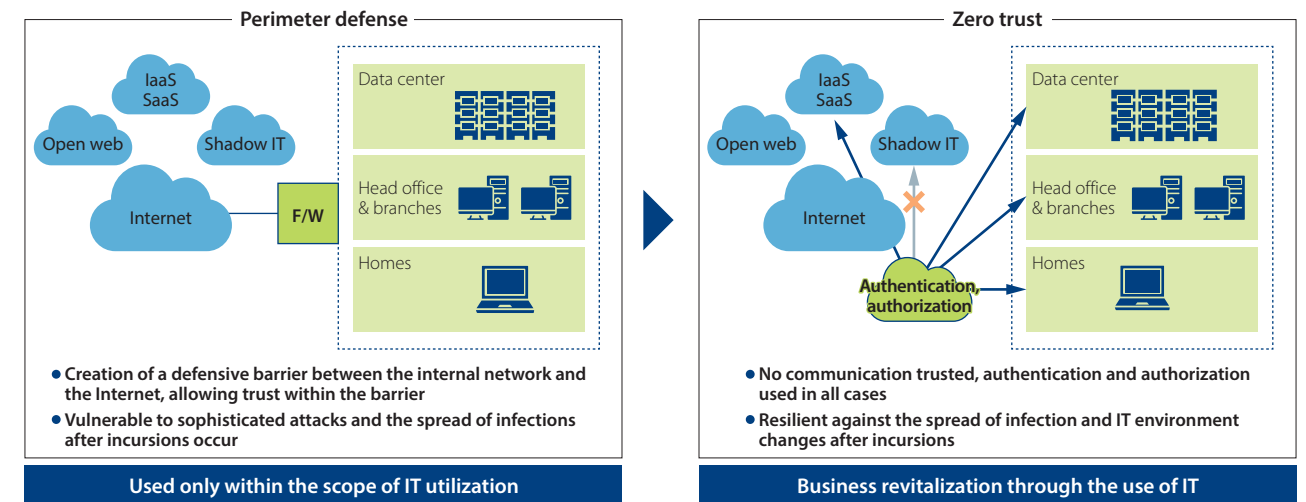 Perimeter defense
IaaS
SaaS
Open web
Shadow IT
Internet
F/W
Data center
Head office
& branches
Homes
● Creation of a defensive barrier between the internal network and
the Internet, allowing trust within the barrier
● Vulnerable to sophisticated attacks and the spread of infections
after incursions occur
Used only within the scope of IT utilization
Zero trust
IaaS
SaaS
Open web
Shadow IT
Internet
Authentication,
authorization
Data center
Head office
& branches
Homes
● No communication trusted, authentication and authorization
used in all cases
● Resilient against the spread of infection and IT environment
changes after incursions
Business revitalization through the use of IT